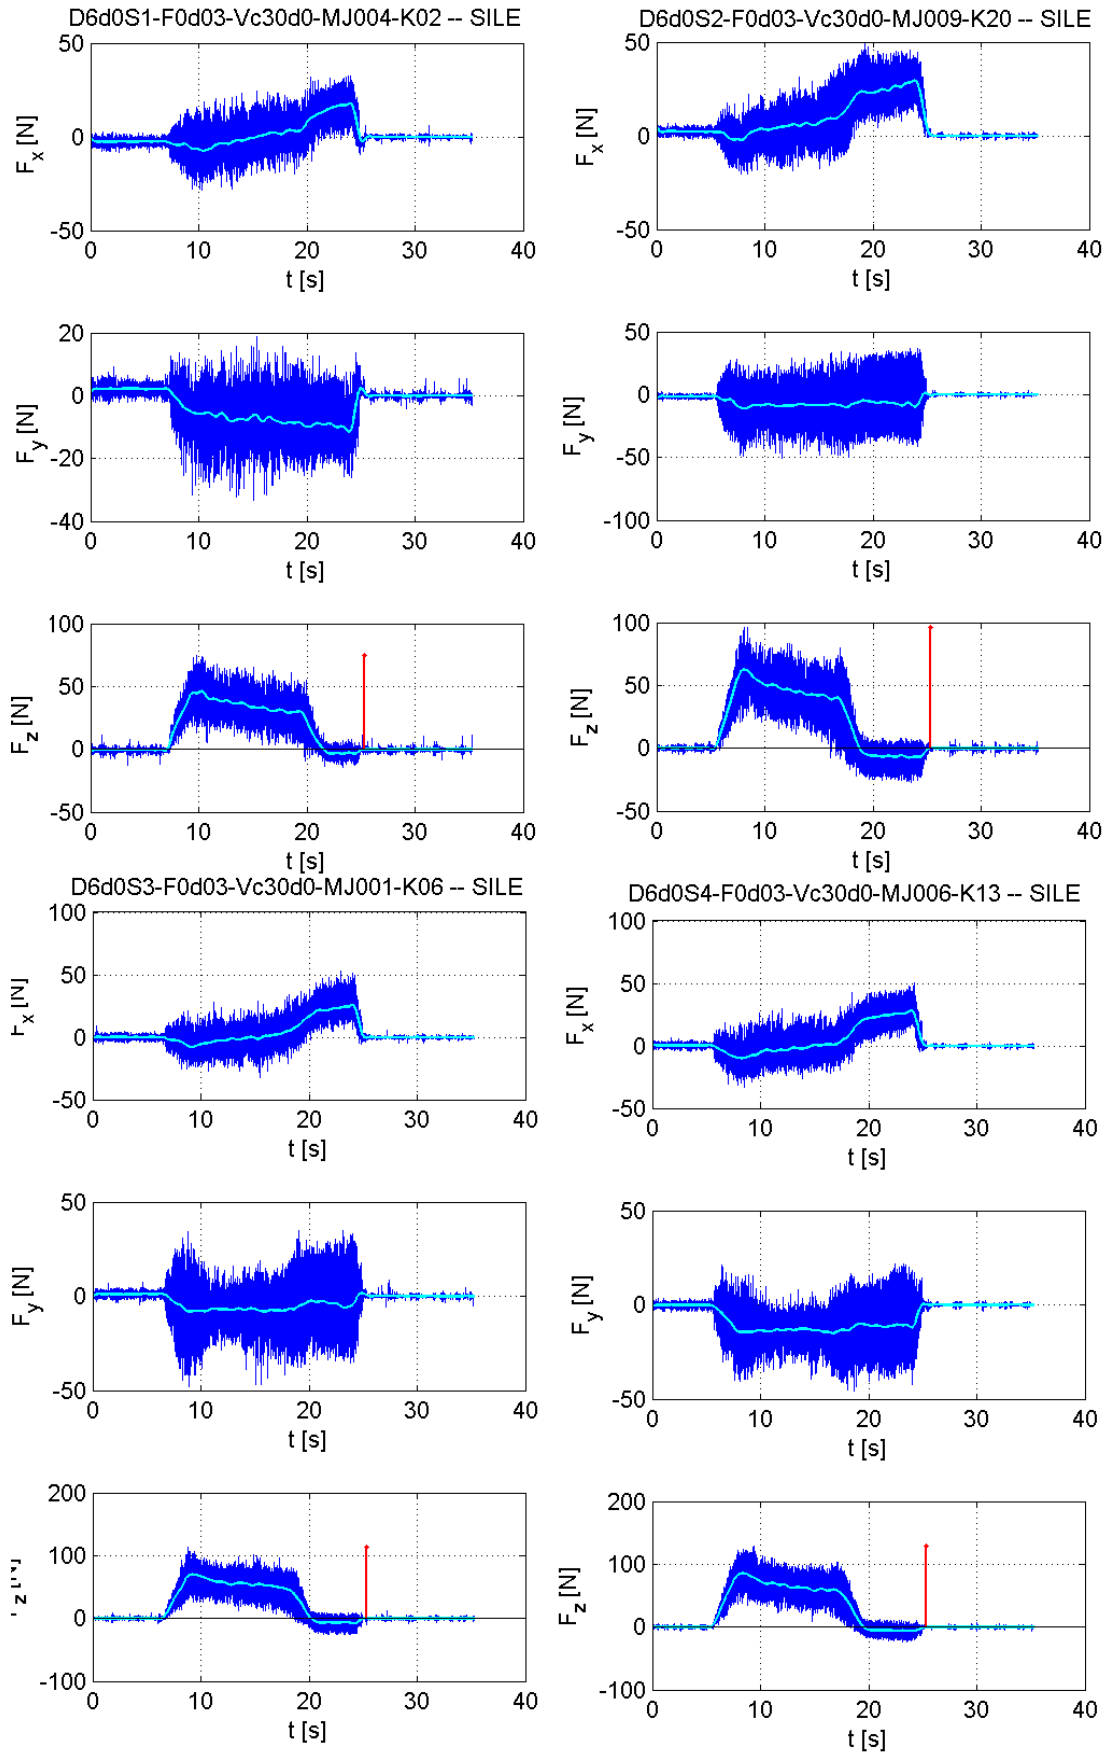 D6d0S1-F0d03-Vc30d0-MJ004-K02 -- SILE
50
0
-50
F_x [N]
0 10 20 30 40
t [s]
20
0
-20
-40
F_y [N]
0 10 20 30 40
t [s]
100
50
0
-50
F_z [N]
0 10 20 30 40
D6d0S2-F0d03-Vc30d0-MJ009-K20 -- SILE
50
0
-50
F_x [N]
0 10 20 30 40
t [s]
50
0
-50
-100
F_y [N]
0 10 20 30 40
t [s]
100
50
0
-50
F_z [N]
0 10 20 30 40
t [s]
D6d0S3-F0d03-Vc30d0-MJ001-K06 -- SILE
100
50
0
-50
F_x [N]
0 10 20 30 40
t [s]
50
0
-50
F_y [N]
0 10 20 30 40
t [s]
200
100
0
-100
z [N]
0 10 20 30 40
t [s]
D6d0S4-F0d03-Vc30d0-MJ006-K13 -- SILE
100
50
0
-50
F_x [N]
0 10 20 30 40
t [s]
50
0
-50
F_y [N]
0 10 20 30 40
t [s]
200
100
0
-100
F_z [N]
0 10 20 30 40
t [s]